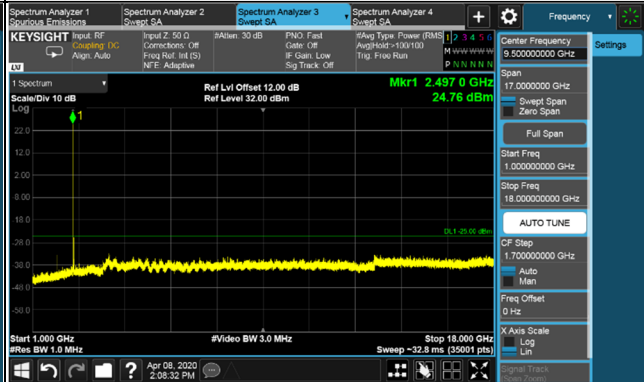 Spectrum Analyzer 1
Spurious Emissions
Spectrum Analyzer 2
Swept SA
Spectrum Analyzer 3
Swept SA
Spectrum Analyzer 4
Swept SA
Frequency
KEYSIGHT
Input: RF
Coupling: DC
Align: Auto
Input Z: 50 Ω
Corrections: Off
Freq Ref: Int (S)
NFE: Adaptive
#Atten: 30 dB
PNO: Fast
Gate: Off
IF Gain: Low
Sig Track: Off
#Avg Type: Power (RMS
Avg|Hold:>100/100
Trig: Free Run
1 2 3 4 5 6
M W W W W W
P N N N N N
LXI
Center Frequency
9.500000000 GHz
Settings
Span
17.0000000 GHz
Swept Span
Zero Span
Full Span
Start Freq
1.000000000 GHz
Stop Freq
18.000000000 GHz
AUTO TUNE
CF Step
1.700000000 GHz
Auto
Man
Freq Offset
0 Hz
X Axis Scale
Log
Lin
Signal Track
(Span Zoom)
1 Spectrum
Scale/Div 10 dB
Log
Ref Lvl Offset 12.00 dB
Ref Level 32.00 dBm
Mkr1 2.497 0 GHz
24.76 dBm
1
22.0
12.0
2.00
-8.00
-18.0
-28.0
-38.0
-48.0
-58.0
DL1 -25.00 dBm
Start 1.000 GHz
#Res BW 1.0 MHz
#Video BW 3.0 MHz
Stop 18.000 GHz
Sweep ~32.8 ms (35001 pts)
Apr 08, 2020
2:08:32 PM